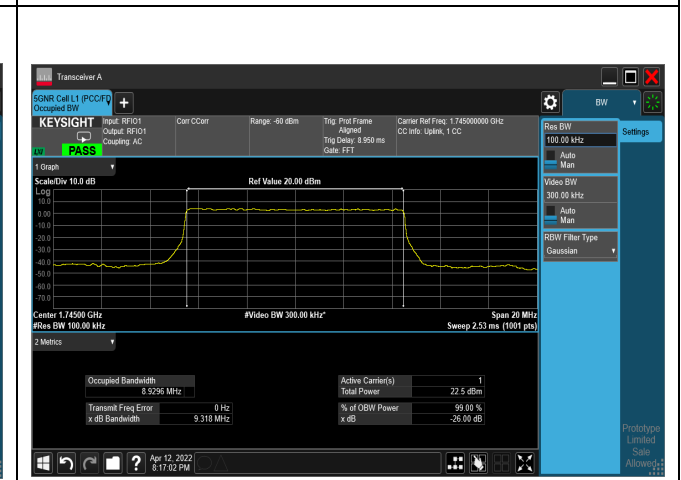 Transceiver A
5GNR Cell L1 (PCC/FD
Occupied BW
BW
KEYSIGHT
Input: RFIO1
Output: RFIO1
Coupling: AC
Corr CCorr
Range: -60 dBm
Trig: Prot Frame
Aligned
Trig Delay: 8.950 ms
Gate: FFT
Carrier Ref Freq: 1.745000000 GHz
CC Info: Uplink, 1 CC
LXI
PASS
1 Graph
Scale/Div 10.0 dB
Ref Value 20.00 dBm
Log
10.0
0.00
-10.0
-20.0
-30.0
-40.0
-50.0
-60.0
-70.0
Center 1.74500 GHz
#Video BW 300.00 kHz*
Span 20 MHz
#Res BW 100.00 kHz
Sweep 2.53 ms (1001 pts)
2 Metrics
Occupied Bandwidth
8.9296 MHz
Transmit Freq Error 0 Hz
x dB Bandwidth 9.318 MHz
Active Carrier(s) 1
Total Power 22.5 dBm
% of OBW Power 99.00 %
x dB -26.00 dB
Res BW
100.00 kHz
Auto
Man
Video BW
300.00 kHz
Auto
Man
RBW Filter Type
Gaussian
Settings
Prototype
Limited
Sale
Allowed
Apr 12, 2022
8:17:02 PM